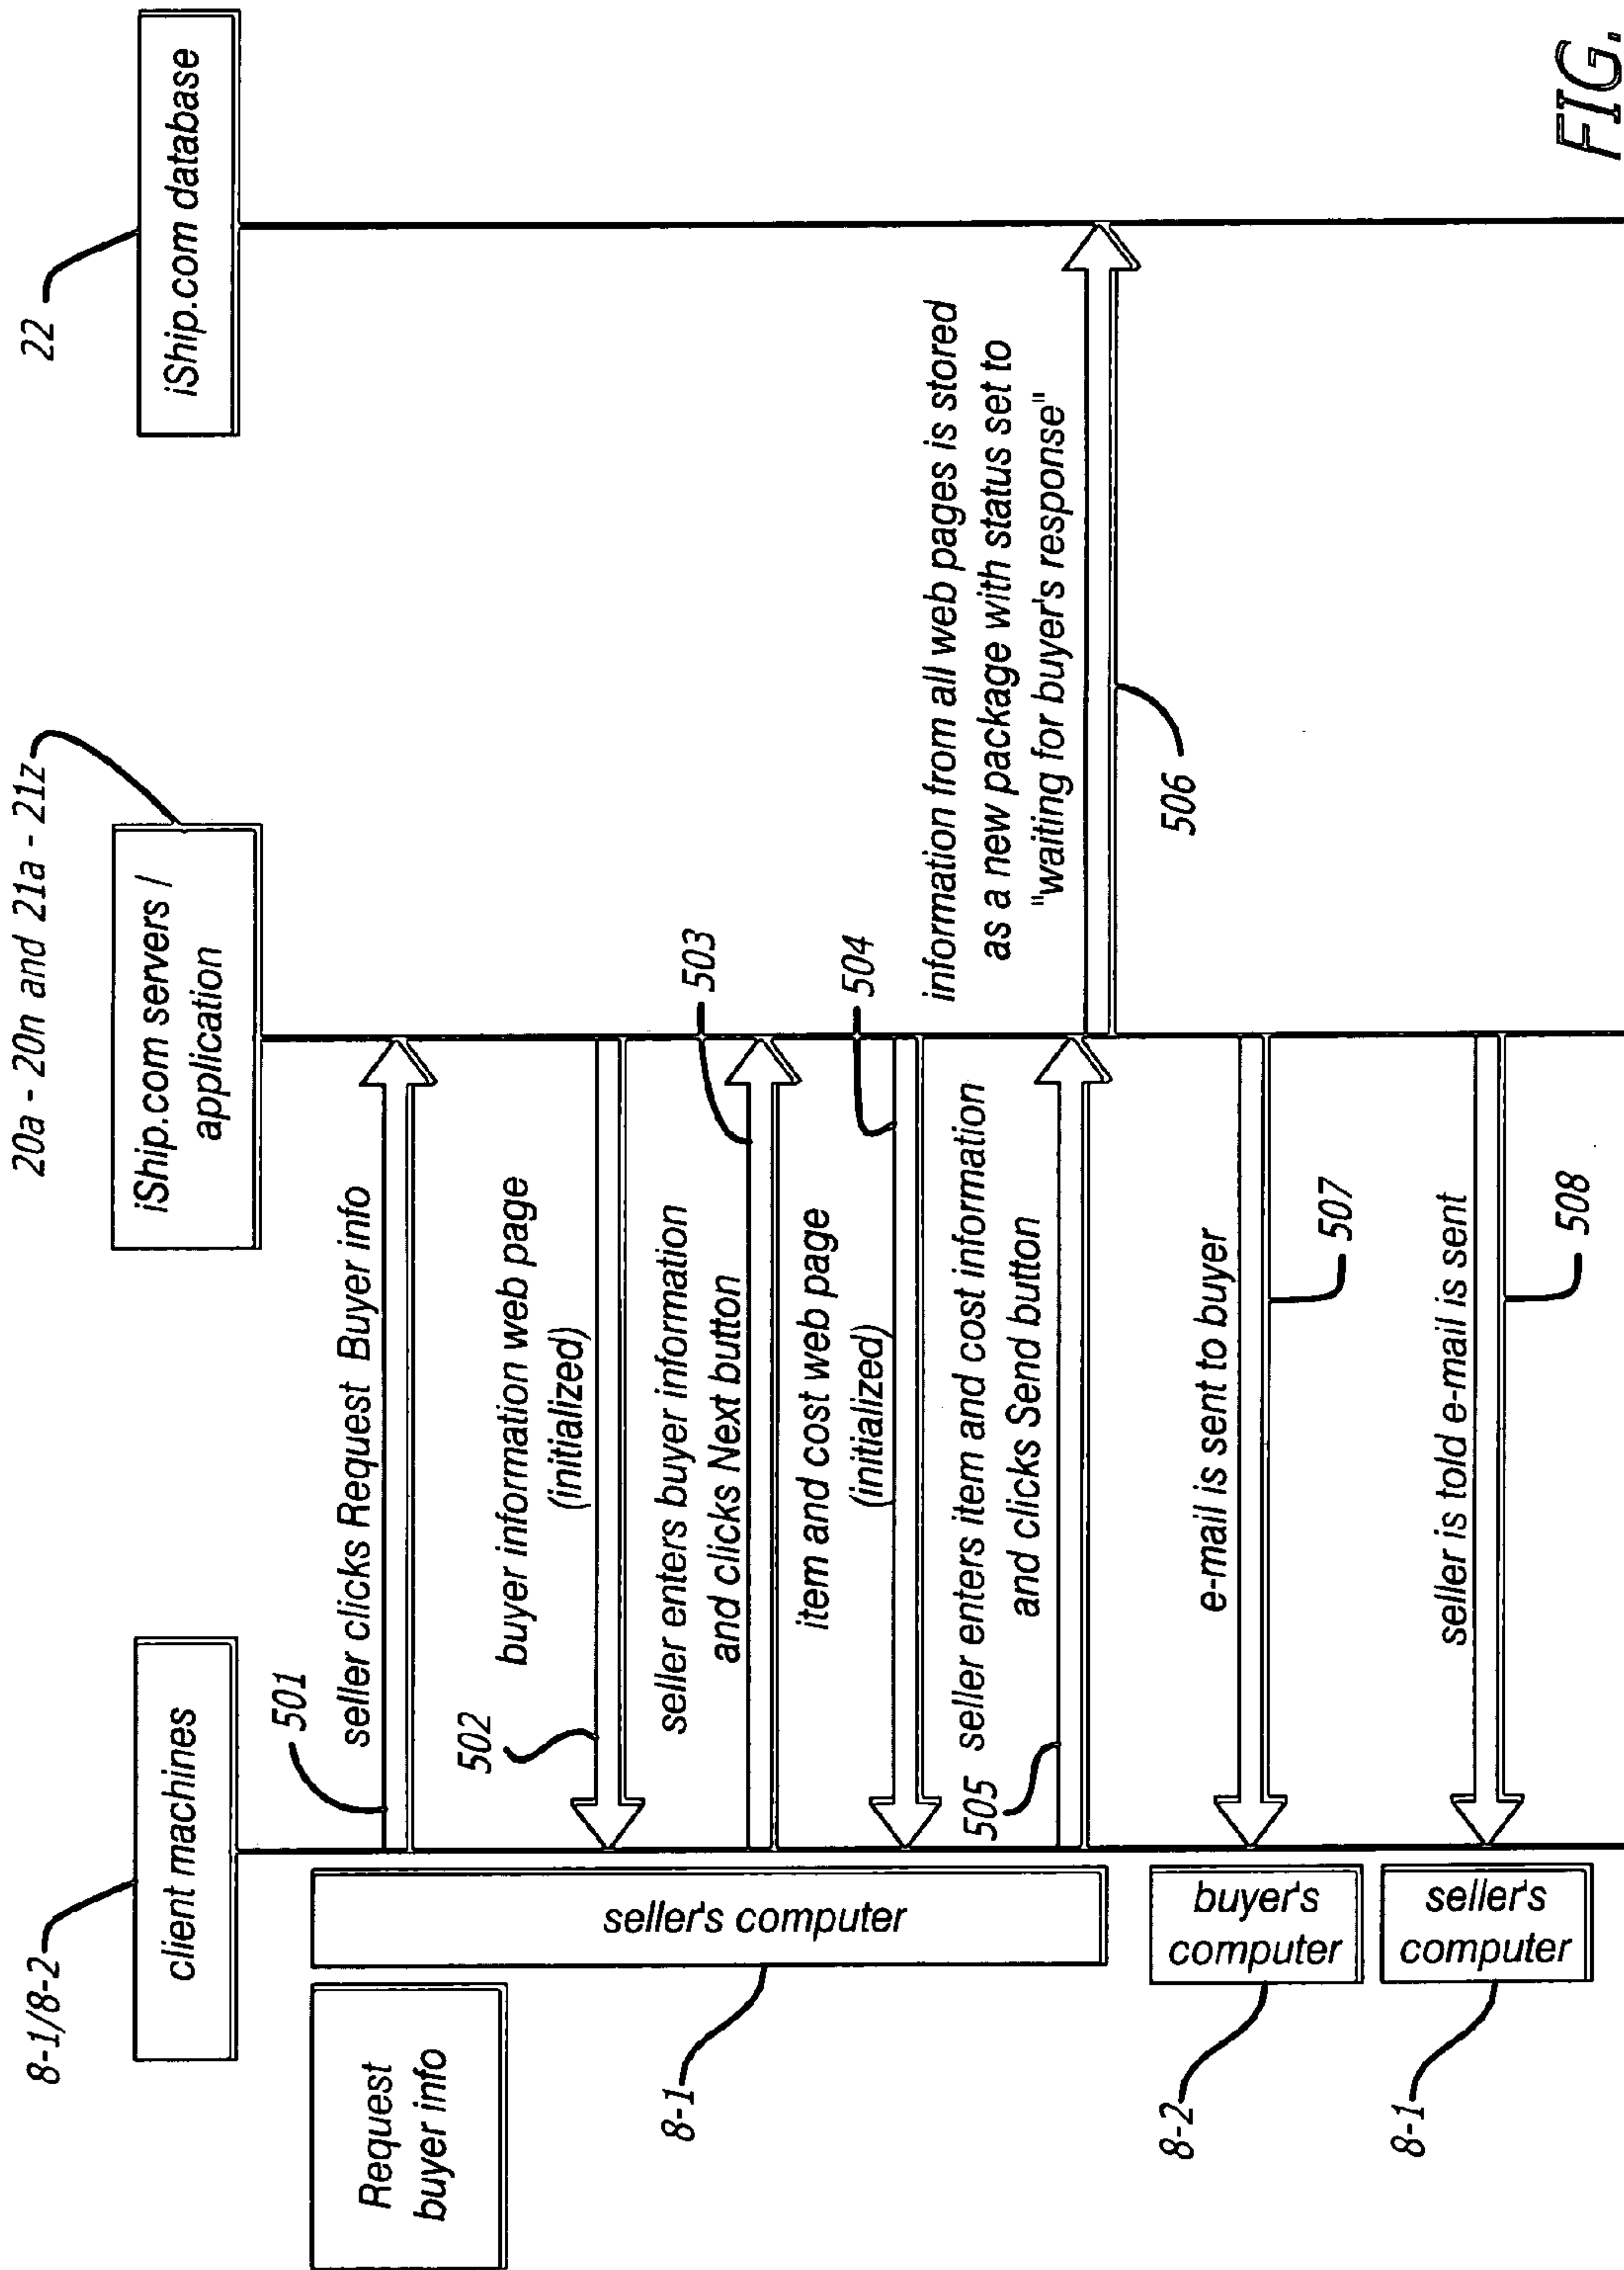 8-1/8-2
20a - 20n and 21a - 21z
22
client machines
iShip.com servers /
application
iShip.com database
Request
buyer info
8-1
seller's computer
501
seller clicks Request Buyer info
502
buyer information web page
(initialized)
seller enters buyer information
and clicks Next button
503
item and cost web page
(initialized)
504
505
seller enters item and cost information
and clicks Send button
information from all web pages is stored
as a new package with status set to
"waiting for buyer's response"
506
8-2
buyer's
computer
e-mail is sent to buyer
507
8-1
seller's
computer
seller is told e-mail is sent
508
FIG.